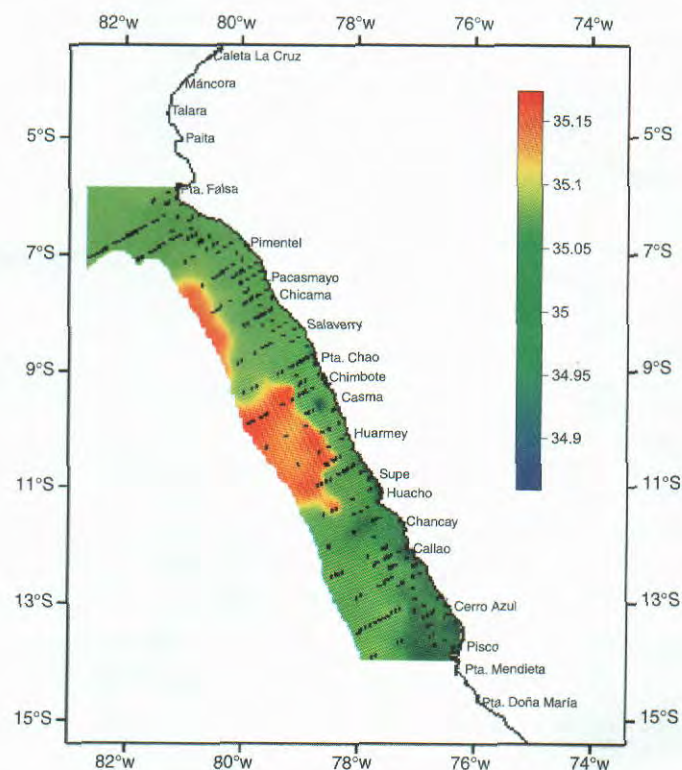 82°W 80°W 78°W 76°W 74°W
Caleta La Cruz
Máncora
Talara
35.15
5°S 5°S
Paita
35.1
Pta. Falsa
35.05
Pimentel
7°S 7°S
Pacasmayo
Chicama
35
Salaverry
34.95
Pta. Chao
9°S 9°S
Chimbote
Casma
34.9
Huarmey
11°S 11°S
Supe
Huacho
Chancay
Callao
13°S 13°S
Cerro Azul
Pisco
Pta. Mendieta
Pta. Doña María
15°S 15°S
82°W 80°W 78°W 76°W 74°W